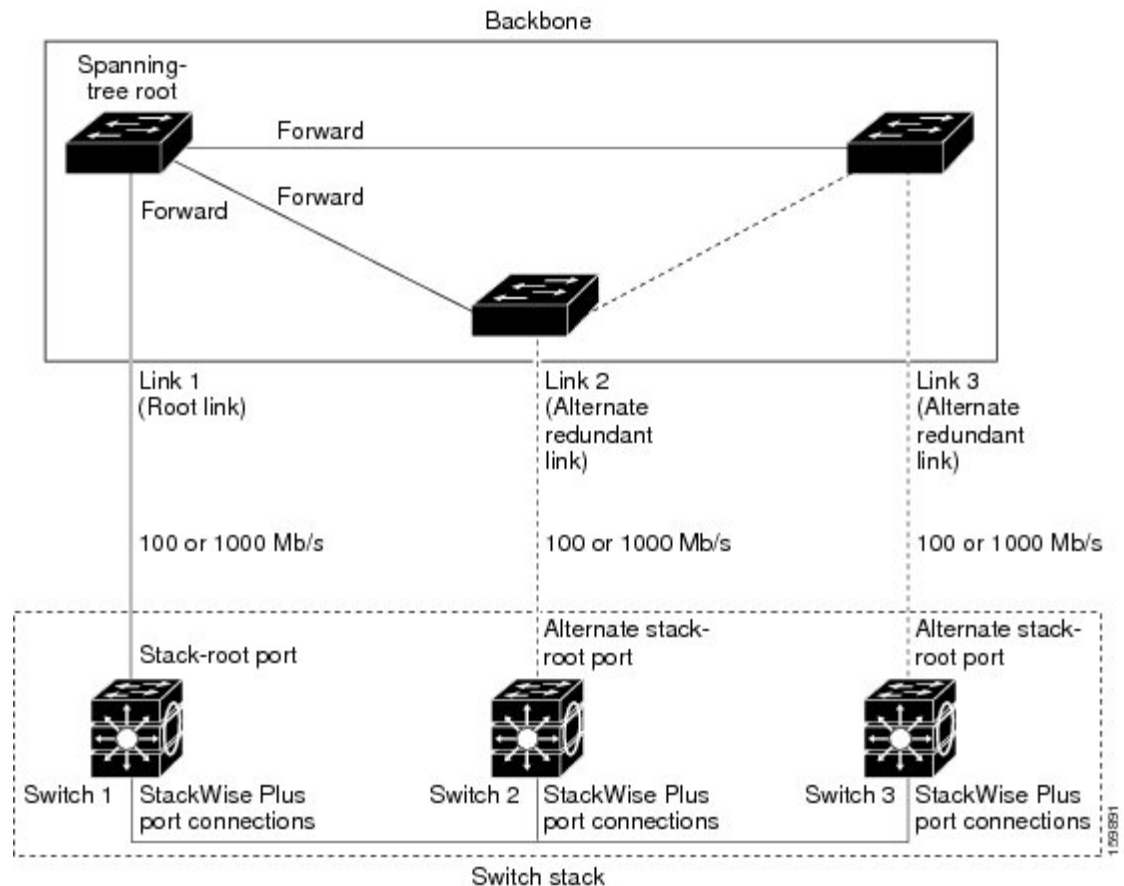 Backbone
Spanning-
tree root
Forward
Forward
Forward
Link 1
(Root link)
Link 2
(Alternate
redundant
link)
Link 3
(Alternate
redundant
link)
100 or 1000 Mb/s
100 or 1000 Mb/s
100 or 1000 Mb/s
Stack-root port
Alternate stack-
root port
Alternate stack-
root port
Switch 1
StackWise Plus
port connections
Switch 2
StackWise Plus
port connections
Switch 3
StackWise Plus
port connections
159891
Switch stack